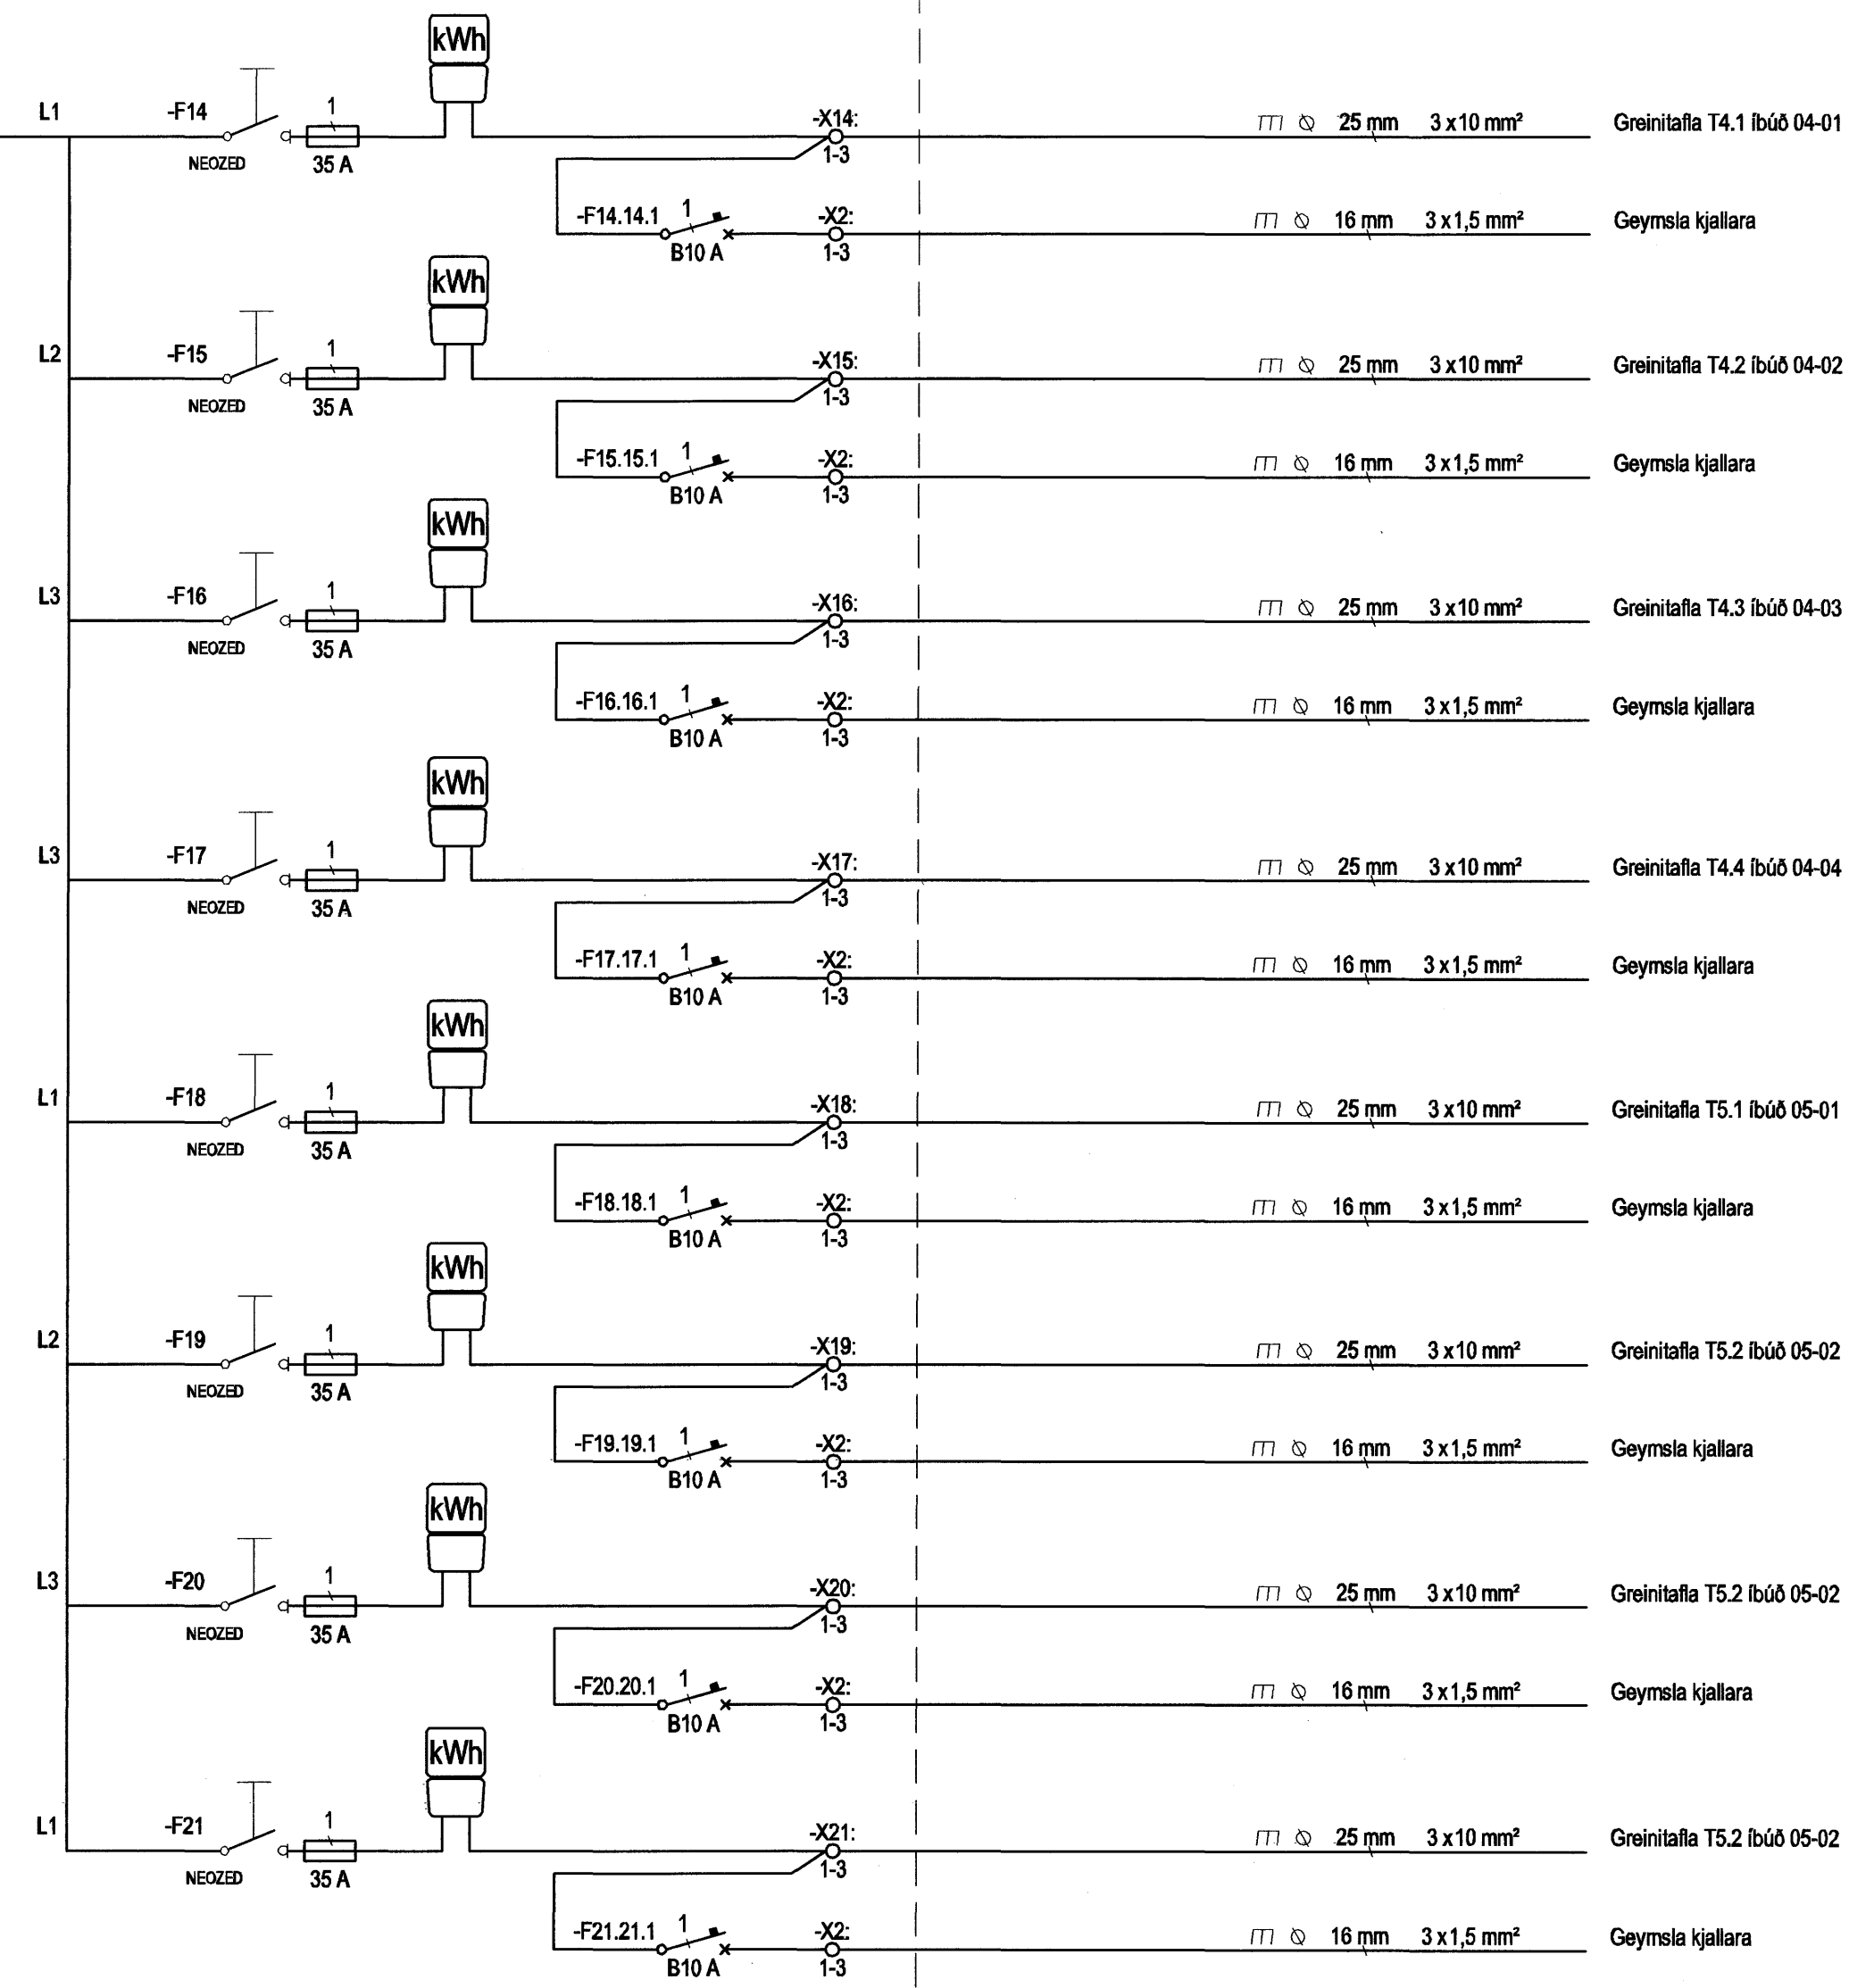 kWh
L1 -F14 1 -X14: 25 mm 3 x 10 mm² Greinitafla T4.1 íbúð 04-01
NEOZED 35 A 1-3
-F14.14.1 1 -X2: 16 mm 3 x 1,5 mm² Geymsla kjallara
B10 A 1-3
kWh
L2 -F15 1 -X15: 25 mm 3 x 10 mm² Greinitafla T4.2 íbúð 04-02
NEOZED 35 A 1-3
-F15.15.1 1 -X2: 16 mm 3 x 1,5 mm² Geymsla kjallara
B10 A 1-3
kWh
L3 -F16 1 -X16: 25 mm 3 x 10 mm² Greinitafla T4.3 íbúð 04-03
NEOZED 35 A 1-3
-F16.16.1 1 -X2: 16 mm 3 x 1,5 mm² Geymsla kjallara
B10 A 1-3
kWh
L3 -F17 1 -X17: 25 mm 3 x 10 mm² Greinitafla T4.4 íbúð 04-04
NEOZED 35 A 1-3
-F17.17.1 1 -X2: 16 mm 3 x 1,5 mm² Geymsla kjallara
B10 A 1-3
kWh
L1 -F18 1 -X18: 25 mm 3 x 10 mm² Greinitafla T5.1 íbúð 05-01
NEOZED 35 A 1-3
-F18.18.1 1 -X2: 16 mm 3 x 1,5 mm² Geymsla kjallara
B10 A 1-3
kWh
L2 -F19 1 -X19: 25 mm 3 x 10 mm² Greinitafla T5.2 íbúð 05-02
NEOZED 35 A 1-3
-F19.19.1 1 -X2: 16 mm 3 x 1,5 mm² Geymsla kjallara
B10 A 1-3
kWh
L3 -F20 1 -X20: 25 mm 3 x 10 mm² Greinitafla T5.2 íbúð 05-02
NEOZED 35 A 1-3
-F20.20.1 1 -X2: 16 mm 3 x 1,5 mm² Geymsla kjallara
B10 A 1-3
kWh
L1 -F21 1 -X21: 25 mm 3 x 10 mm² Greinitafla T5.2 íbúð 05-02
NEOZED 35 A 1-3
-F21.21.1 1 -X2: 16 mm 3 x 1,5 mm² Geymsla kjallara
B10 A 1-3